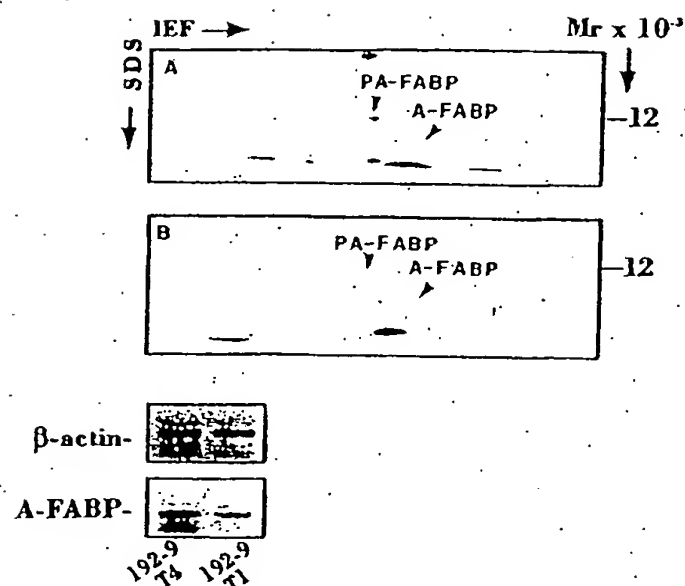 IEF
Mr x 10⁻³
SDS
A
PA-FABP
A-FABP
–12
B
PA-FABP
A-FABP
–12
β-actin-
A-FABP-
192-9 T4
192-9 T1